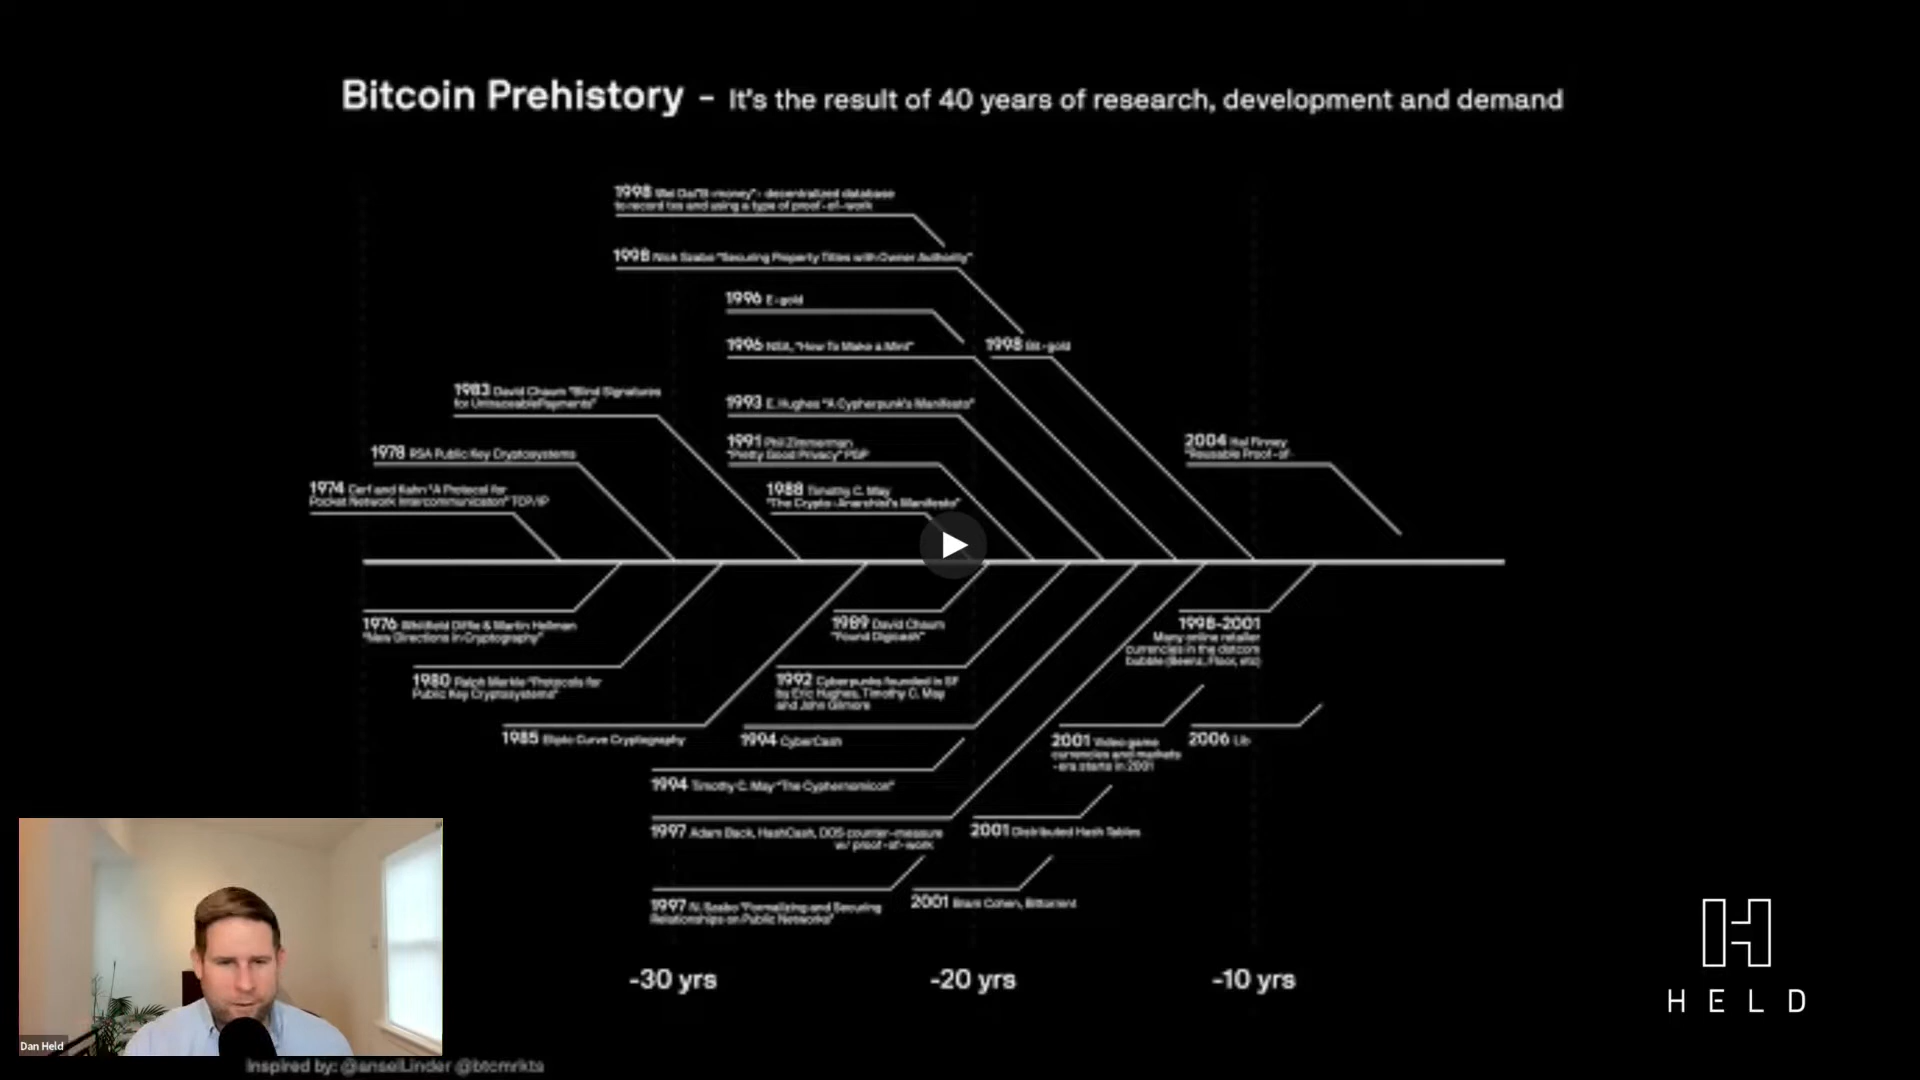 Bitcoin Prehistory - It's the result of 40 years of research, development and demand
1998 Wei Dai "B-money" - decentralized database
to record txs and using a type of proof-of-work
1998 Nick Szabo "Securing Property Titles with Owner Authority"
1996 E-gold
1996 NSA, "How To Make a Mint"
1998 Bit-gold
1983 David Chaum "Blind Signatures
for UntraceablePayments"
1993 E. Hughes "A Cypherpunk's Manifesto"
1991 Phil Zimmerman
"Pretty Good Privacy" PGP
2004 Hal Finney
"Reusable Proof-of-
1978 RSA Public Key Cryptosystems
1974 Cerf and Kahn "A Protocol for
Packet Network Intercommunication" TCP/IP
1988 Timothy C. May
"The Crypto-Anarchist's Manifesto"
1976 Whitfield Diffie & Martin Hellman
"New Directions in Cryptography"
1989 David Chaum
"Found Digicash"
1998-2001
Many online retailer
currencies in the dotcom
bubble (Beenz, Flooz, etc)
1980 Ralph Merkle "Protocols for
Public Key Cryptosystems"
1992 Cyberpunks founded in SF
by Eric Hughes, Timothy C. May
and John Gilmore
1985 Eliptic Curve Cryptography
1994 CyberCash
2001 Video game
currencies and markets
-era starts in 2001
2006 Lib
1994 Timothy C. May "The Cyphernomicon"
1997 Adam Back, HashCash, DOS counter-measure
w/ proof-of-work
2001 Distributed Hash Tables
1997 N. Szabo "Formalizing and Securing
Relationships on Public Networks"
2001 Bram Cohen, Bittorrent
-30 yrs
-20 yrs
-10 yrs
HELD
Dan Held
Inspired by: @anselLinder @btcmrkts